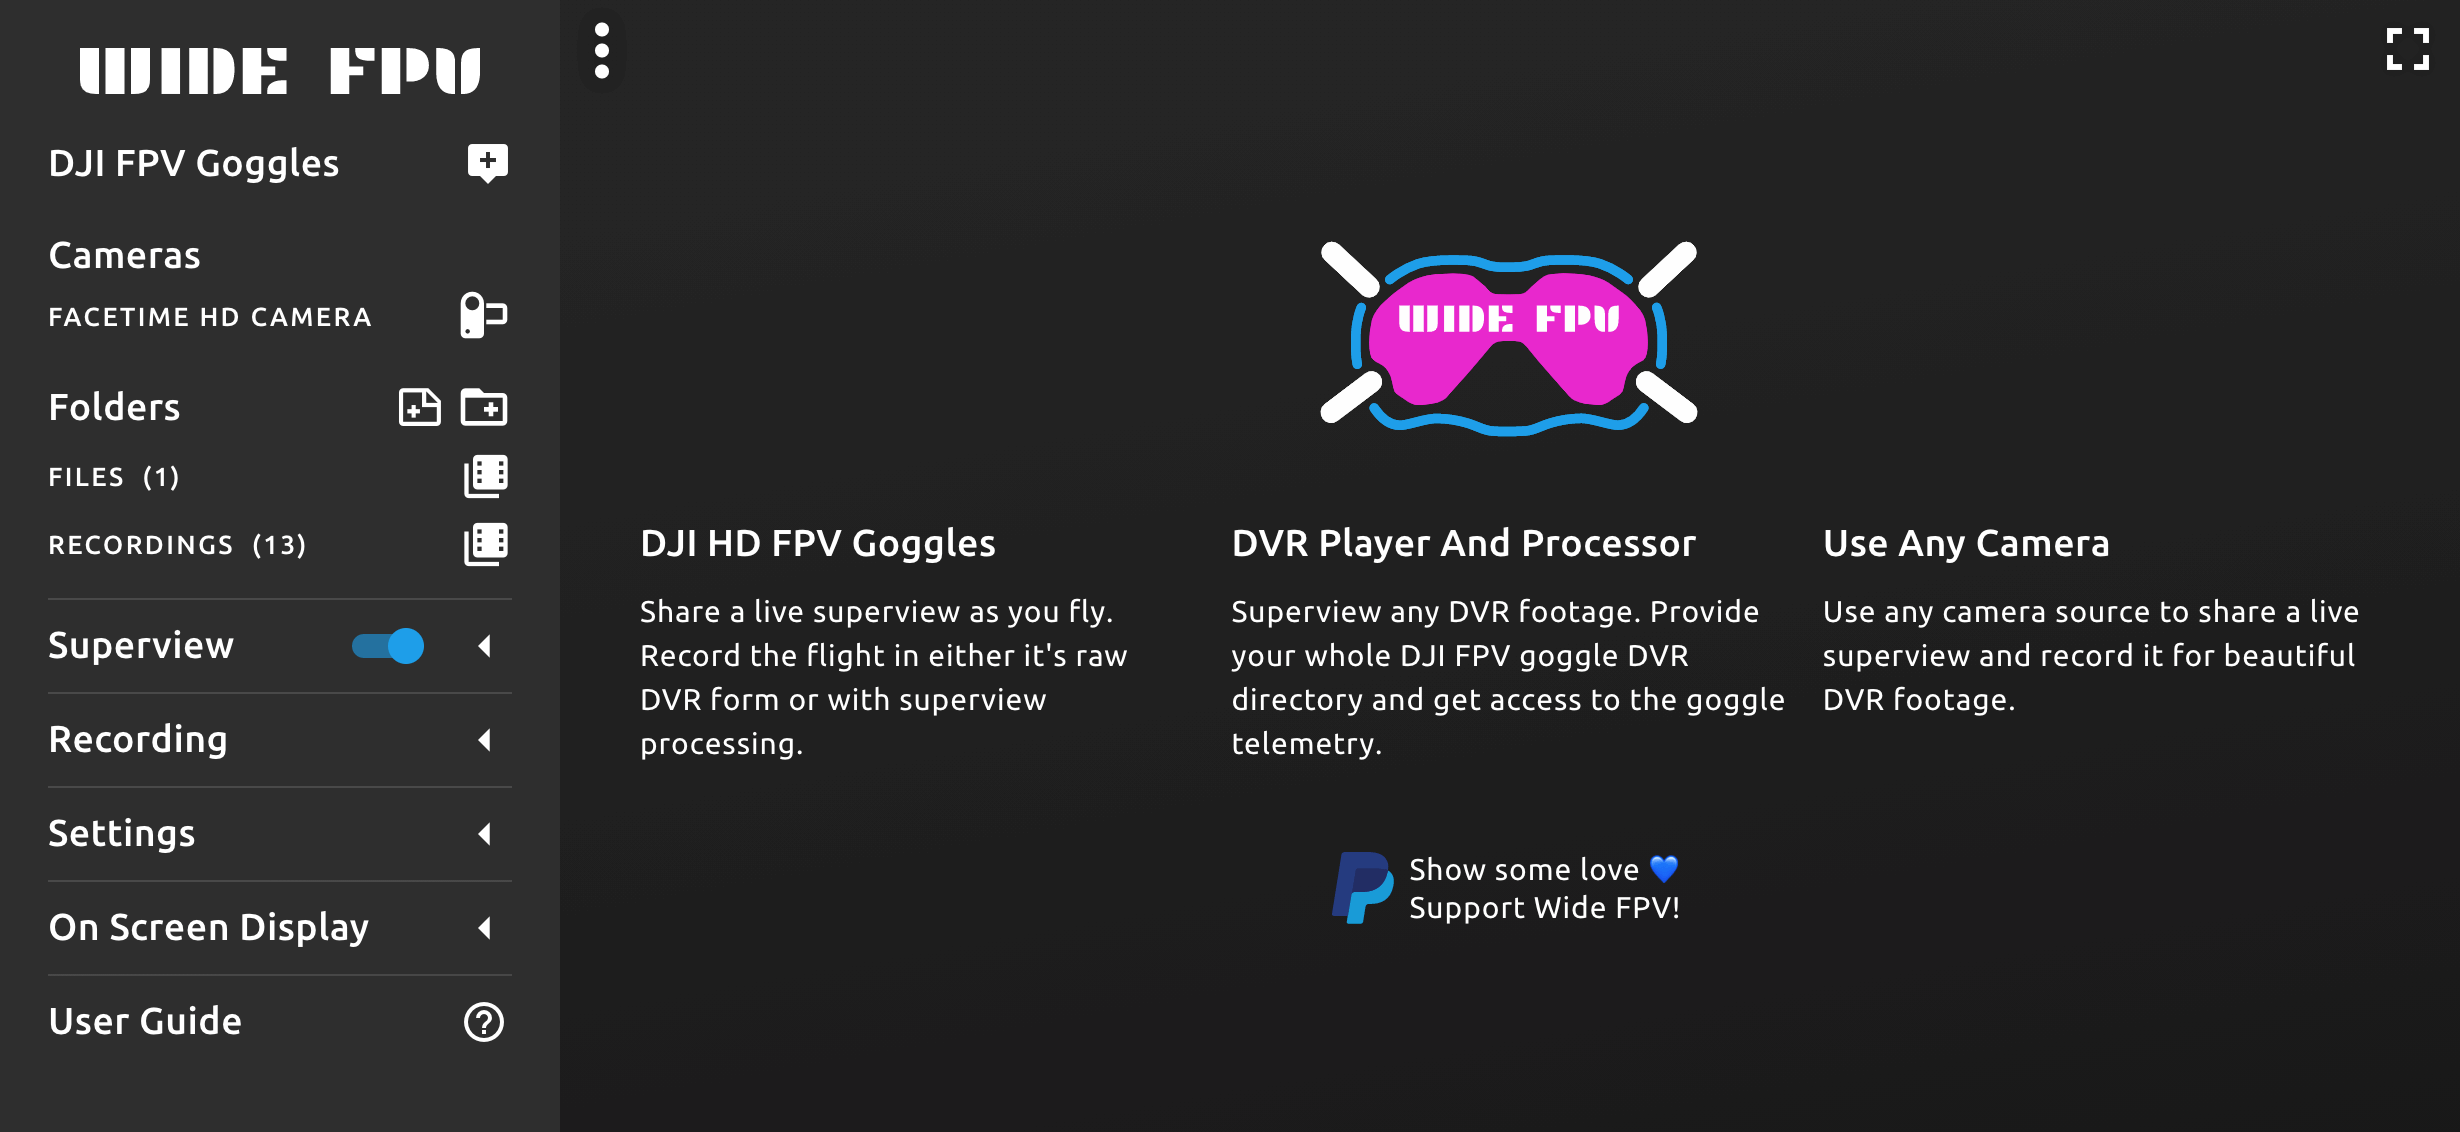 WIDE FPV
DJI FPV Goggles
Cameras
FACETIME HD CAMERA
Folders
FILES (1)
RECORDINGS (13)
Superview
Recording
Settings
On Screen Display
User Guide
WIDE FPV
DJI HD FPV Goggles
Share a live superview as you fly.
Record the flight in either it's raw
DVR form or with superview
processing.
DVR Player And Processor
Superview any DVR footage. Provide
your whole DJI FPV goggle DVR
directory and get access to the goggle
telemetry.
Use Any Camera
Use any camera source to share a live
superview and record it for beautiful
DVR footage.
Show some love 💙
Support Wide FPV!